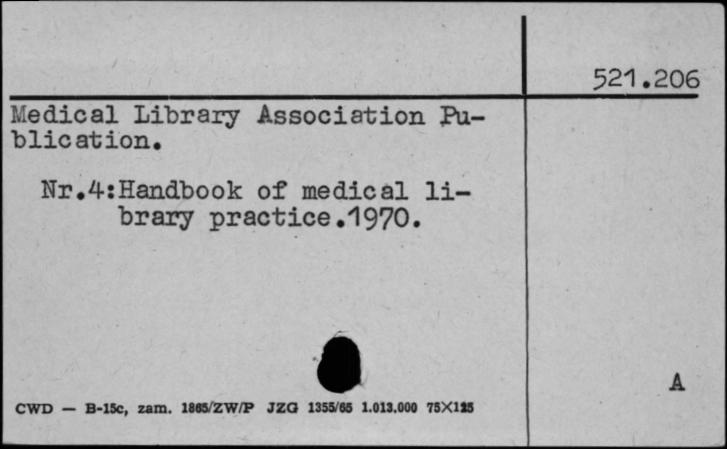 521.206
Medical Library Association Pu-
blication.
Nr.4:Handbook of medical li-
brary practice.1970.
A
CWD — B-15c, zam. 1865/ZW/P JZG 1355/65 1.013.000 75X125